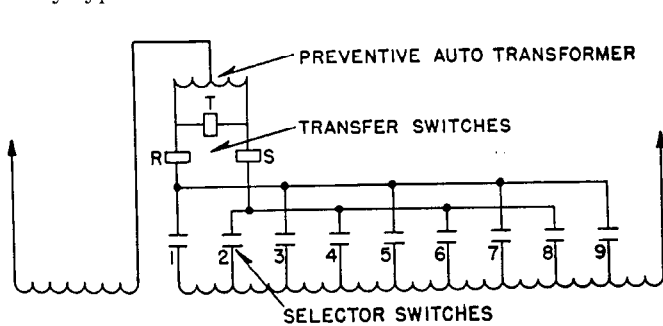 PREVENTIVE AUTO TRANSFORMER
T
TRANSFER SWITCHES
R
S
1 2 3 4 5 6 7 8 9
SELECTOR SWITCHES